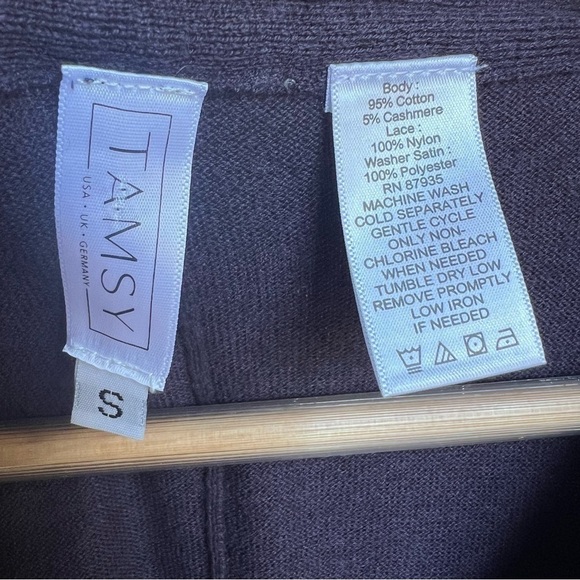 TAMSY
USA • UK • GERMANY
S
Body :
95% Cotton
5% Cashmere
Lace :
100% Nylon
Washer Satin :
100% Polyester
RN 87935
MACHINE WASH
COLD SEPARATELY
GENTLE CYCLE
ONLY NON-
CHLORINE BLEACH
WHEN NEEDED
TUMBLE DRY LOW
REMOVE PROMPTLY
LOW IRON
IF NEEDED